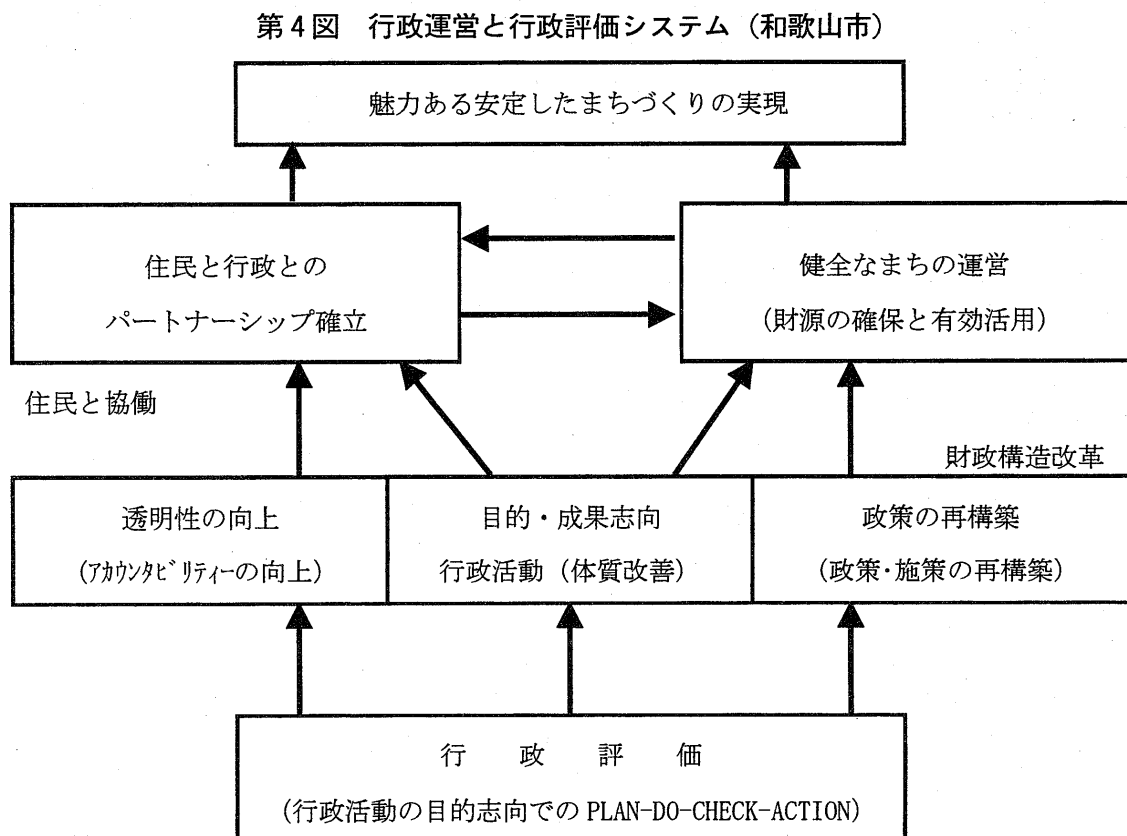 第4図 行政運営と行政評価システム（和歌山市）
魅力ある安定したまちづくりの実現
住民と行政との
パートナーシップ確立
健全なまちの運営
(財源の確保と有効活用)
住民と協働
財政構造改革
透明性の向上
(ｱｶｳﾝﾀﾋﾞﾘﾃｨｰの向上)
目的・成果志向
行政活動（体質改善）
政策の再構築
(政策･施策の再構築)
行 政 評 価
(行政活動の目的志向での PLAN-DO-CHECK-ACTION)